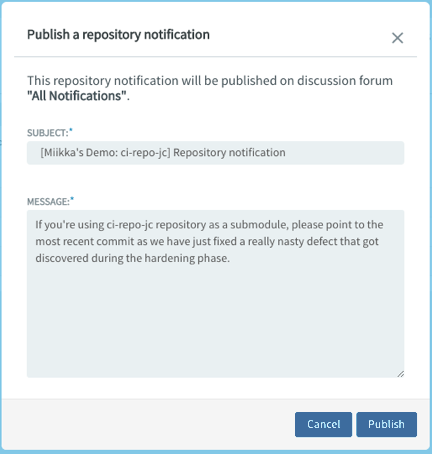 Publish a repository notification
This repository notification will be published on discussion forum
"All Notifications".
SUBJECT:*
[Miikka's Demo: ci-repo-jc] Repository notification
MESSAGE:*
If you're using ci-repo-jc repository as a submodule, please point to the
most recent commit as we have just fixed a really nasty defect that got
discovered during the hardening phase.
Cancel Publish